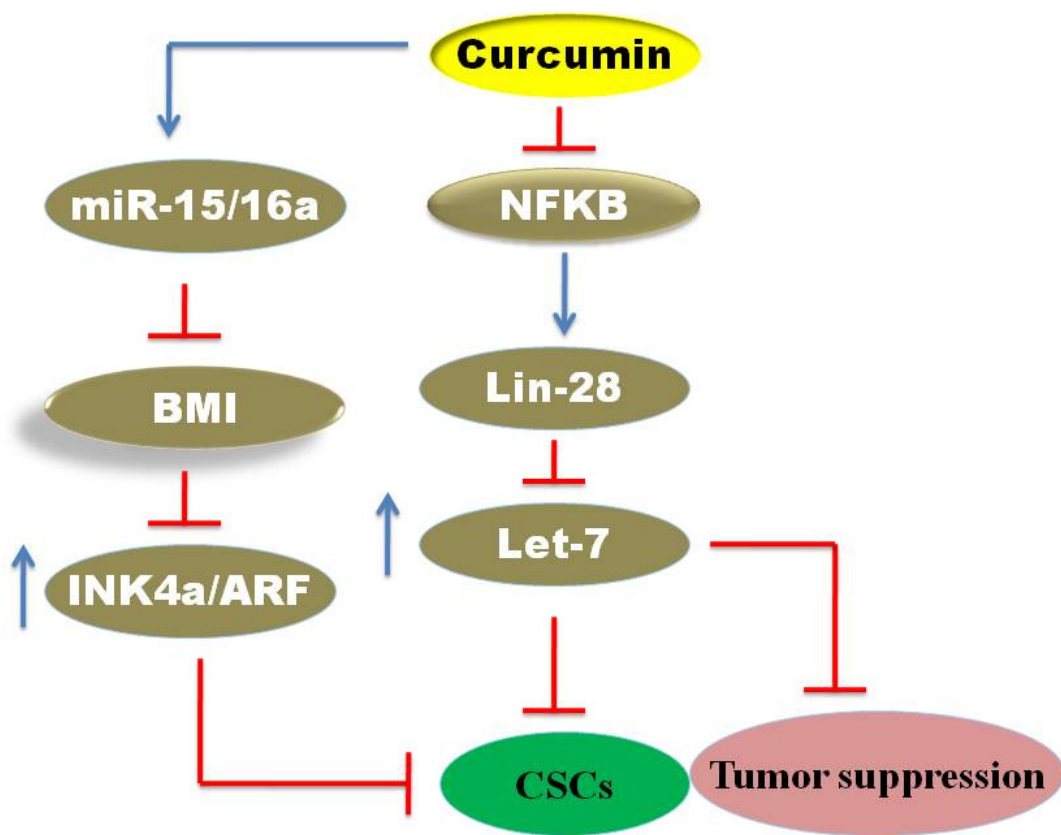 Curcumin
miR-15/16a
NFKB
BMI
Lin-28
INK4a/ARF
Let-7
CSCs
Tumor suppression